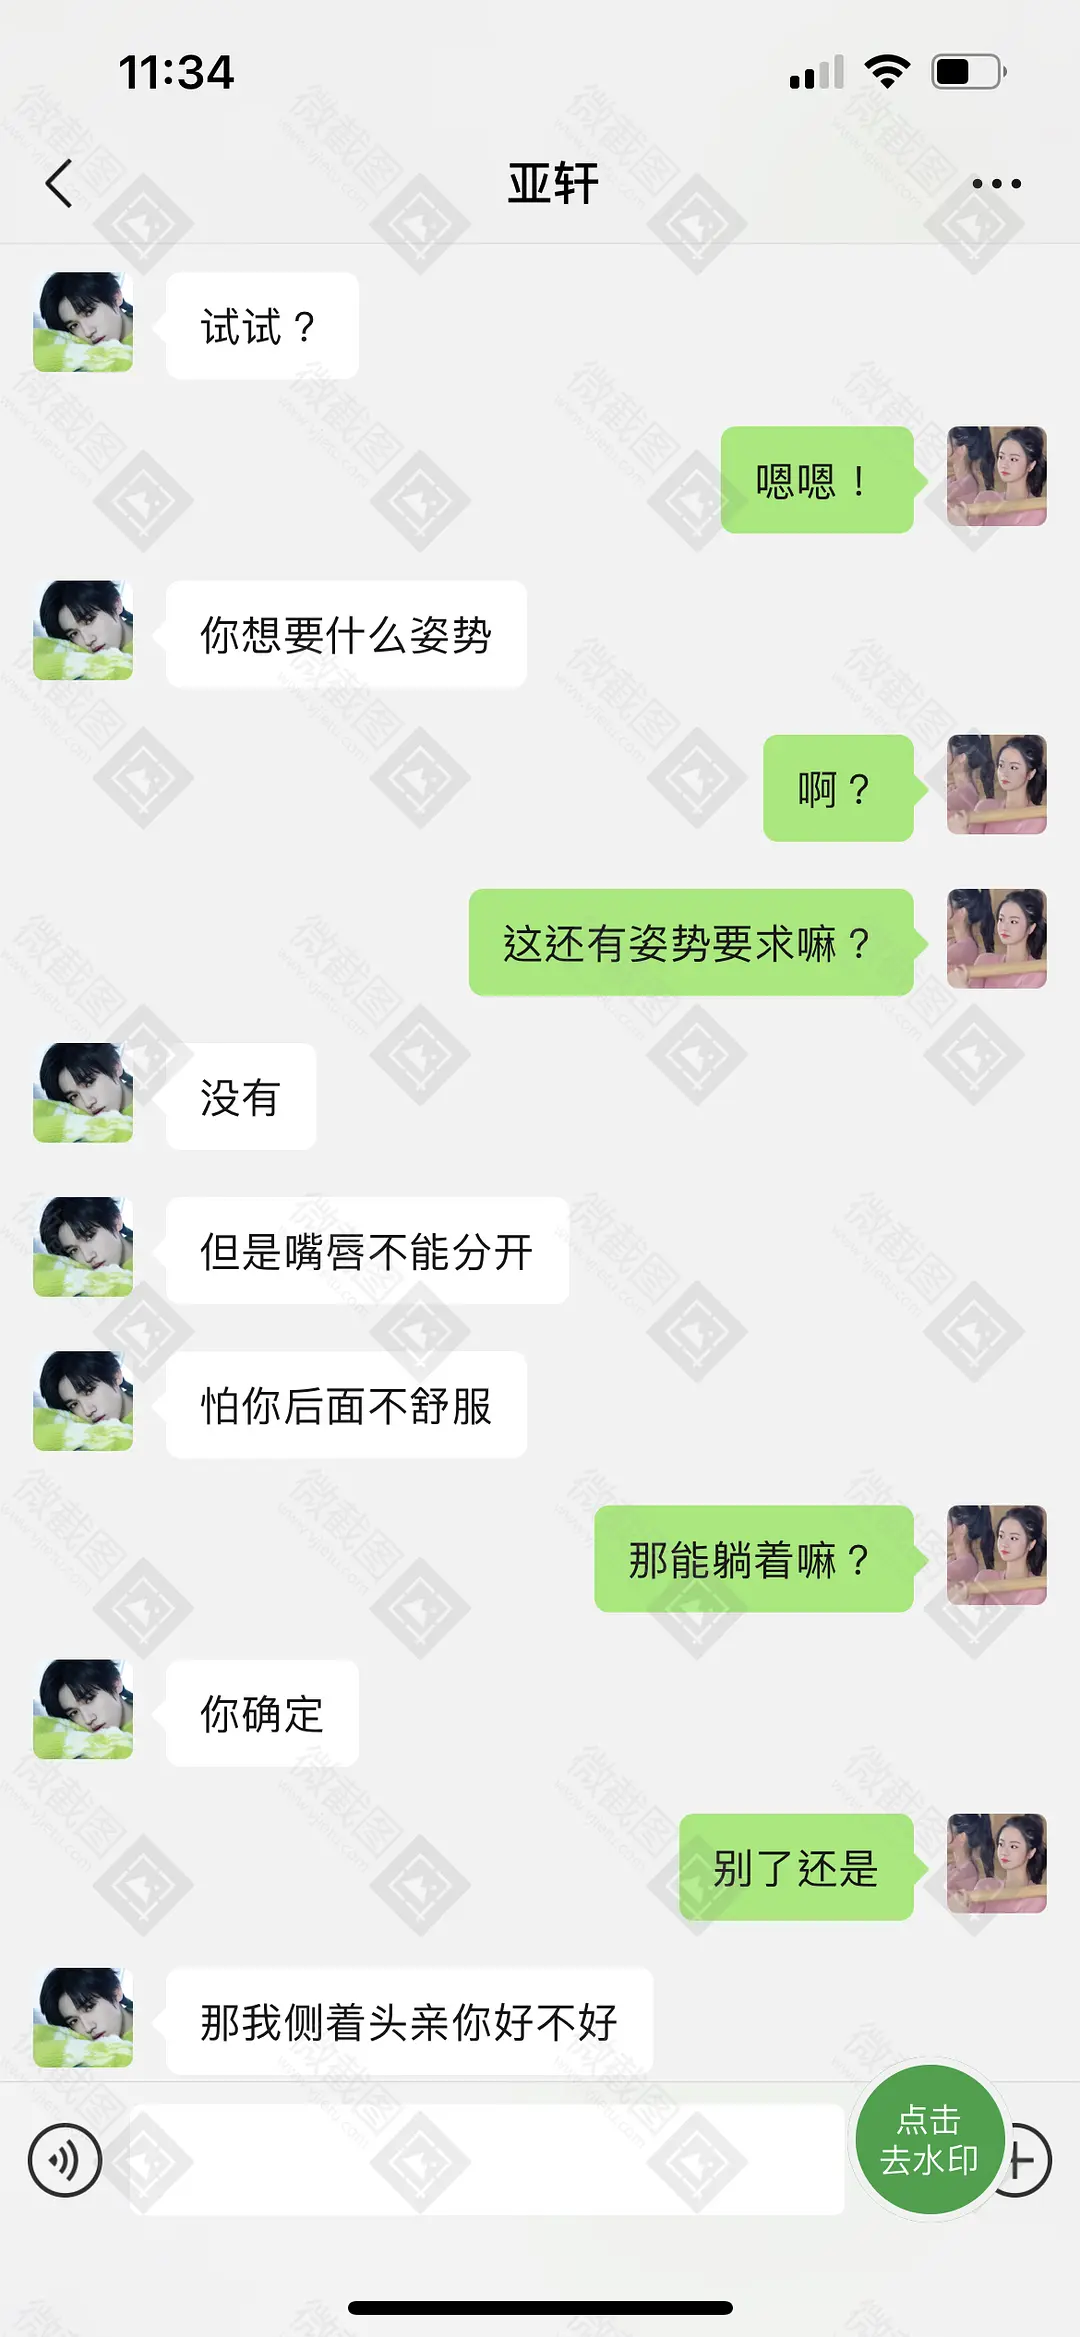 11:34
亚轩
试试？
嗯嗯！
你想要什么姿势
啊？
这还有姿势要求嘛？
没有
但是嘴唇不能分开
怕你后面不舒服
那能躺着嘛？
你确定
别了还是
那我侧着头亲你好不好
点击
去水印
微截图
www.vjietu.com